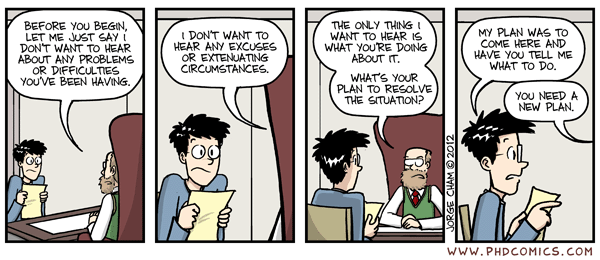 BEFORE YOU BEGIN,
LET ME JUST SAY I
DON'T WANT TO HEAR
ABOUT ANY PROBLEMS
OR DIFFICULTIES
YOU'VE BEEN HAVING.
I DON'T WANT TO
HEAR ANY EXCUSES
OR EXTENUATING
CIRCUMSTANCES.
THE ONLY THING I
WANT TO HEAR IS
WHAT YOU'RE DOING
ABOUT IT.
WHAT'S YOUR
PLAN TO RESOLVE
THE SITUATION?
MY PLAN WAS TO
COME HERE AND
HAVE YOU TELL ME
WHAT TO DO.
YOU NEED A
NEW PLAN.
JORGE CHAM © 2012
WWW.PHDCOMICS.COM